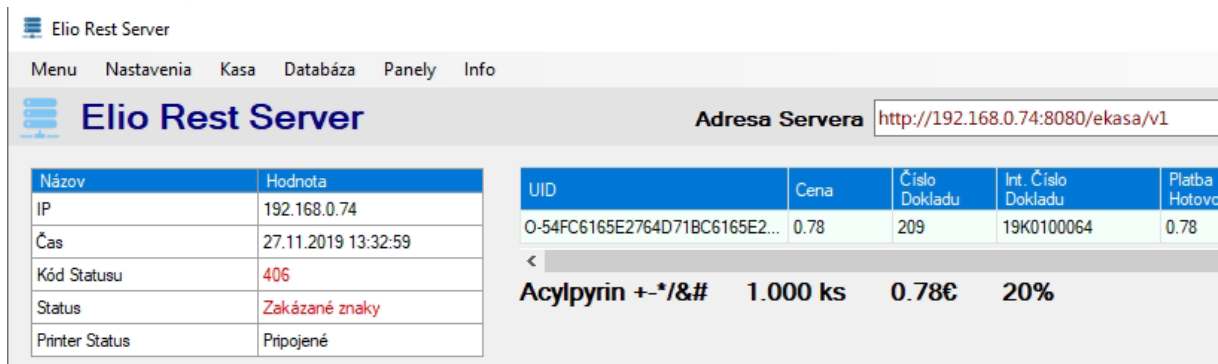 Elio Rest Server
Menu Nastavenia Kasa Databáza Panely Info
Elio Rest Server
Adresa Servera http://192.168.0.74:8080/ekasa/v1
Názov Hodnota
IP 192.168.0.74
Čas 27.11.2019 13:32:59
Kód Statusu 406
Status Zakázané znaky
Printer Status Pripojené
UID Cena Číslo Dokladu Int. Číslo Dokladu Platba Hotovo
O-54FC6165E2764D71BC6165E2... 0.78 209 19K0100064 0.78
Acylpyrin +-*/&# 1.000 ks 0.78€ 20%